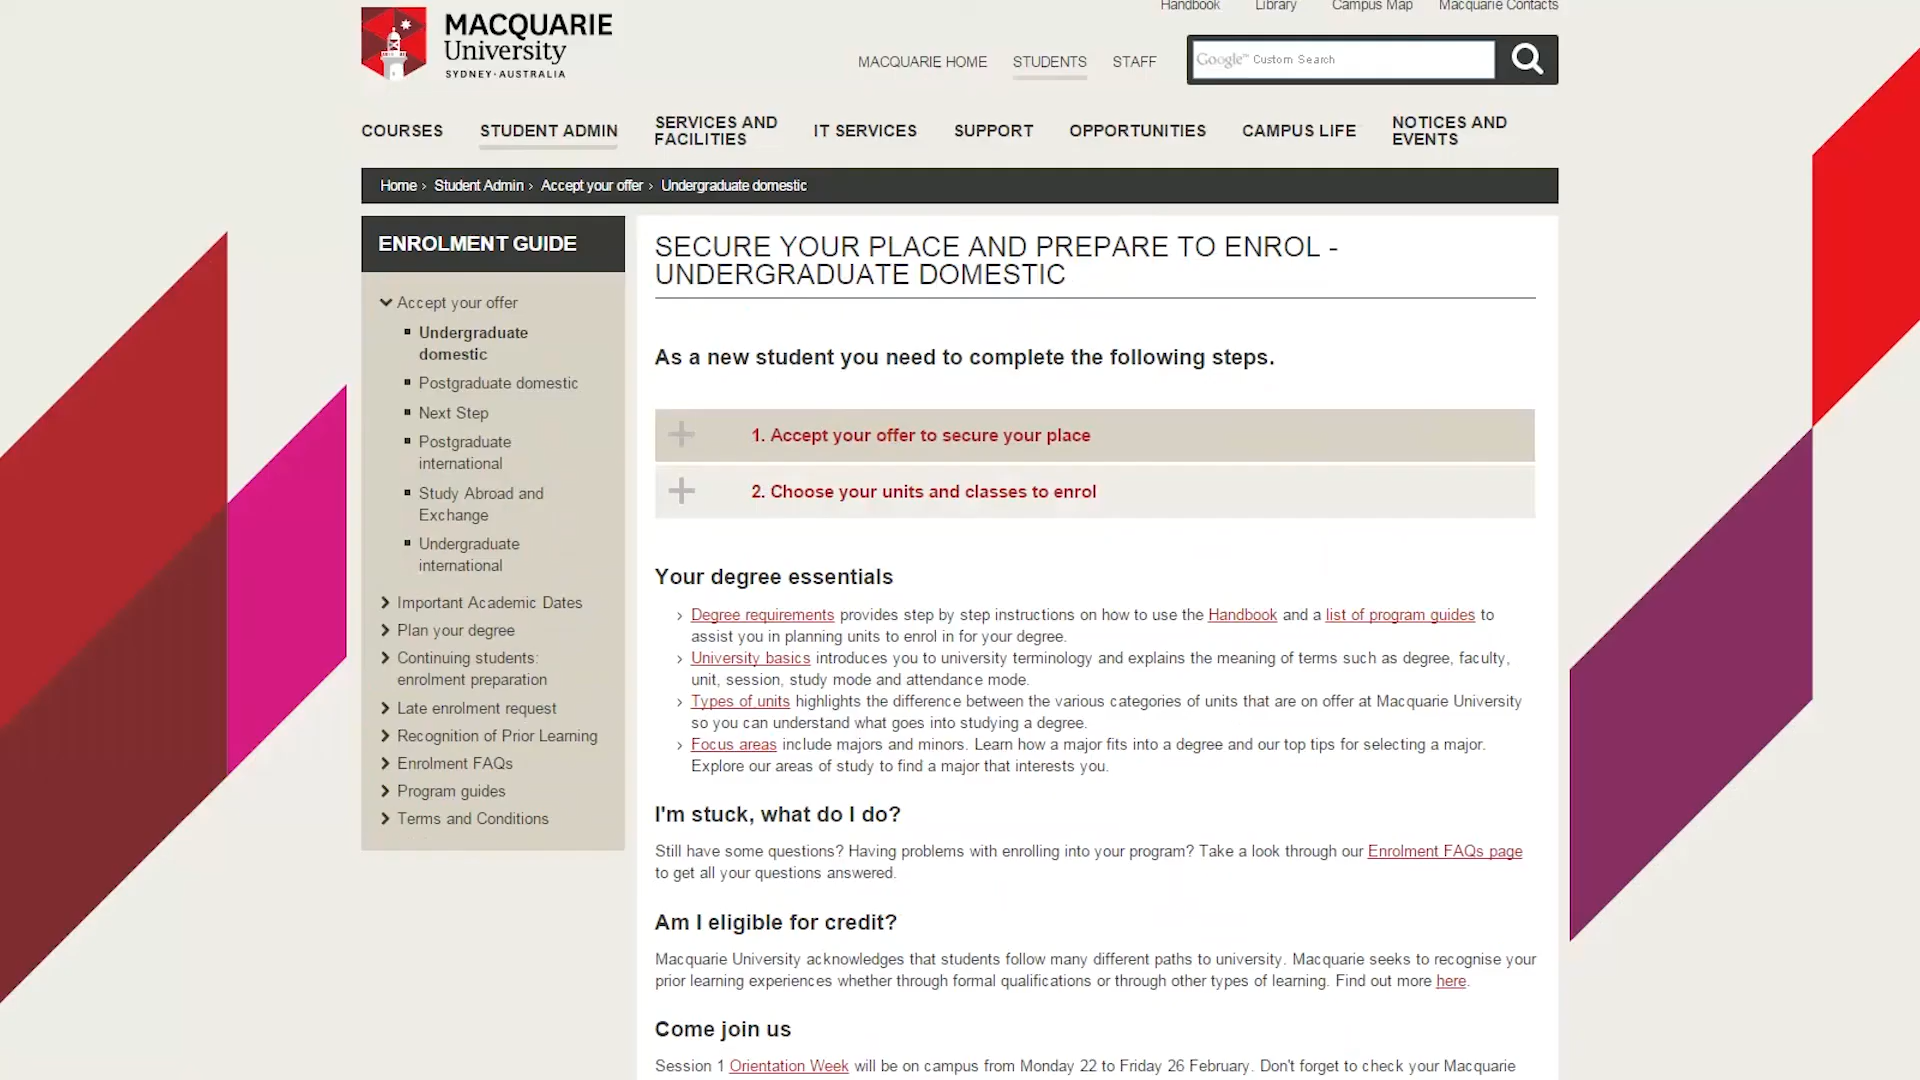 Handbook Library Campus Map Macquarie Contacts
MACQUARIE
University
SYDNEY·AUSTRALIA
MACQUARIE HOME STUDENTS STAFF
Google™ Custom Search
COURSES STUDENT ADMIN SERVICES AND FACILITIES IT SERVICES SUPPORT OPPORTUNITIES CAMPUS LIFE NOTICES AND EVENTS
Home › Student Admin › Accept your offer › Undergraduate domestic
ENROLMENT GUIDE
Accept your offer
Undergraduate
domestic
Postgraduate domestic
Next Step
Postgraduate
international
Study Abroad and
Exchange
Undergraduate
international
Important Academic Dates
Plan your degree
Continuing students:
enrolment preparation
Late enrolment request
Recognition of Prior Learning
Enrolment FAQs
Program guides
Terms and Conditions
SECURE YOUR PLACE AND PREPARE TO ENROL -
UNDERGRADUATE DOMESTIC
As a new student you need to complete the following steps.
1. Accept your offer to secure your place
2. Choose your units and classes to enrol
Your degree essentials
› Degree requirements provides step by step instructions on how to use the Handbook and a list of program guides to
assist you in planning units to enrol in for your degree.
› University basics introduces you to university terminology and explains the meaning of terms such as degree, faculty,
unit, session, study mode and attendance mode.
› Types of units highlights the difference between the various categories of units that are on offer at Macquarie University
so you can understand what goes into studying a degree.
› Focus areas include majors and minors. Learn how a major fits into a degree and our top tips for selecting a major.
Explore our areas of study to find a major that interests you.
I'm stuck, what do I do?
Still have some questions? Having problems with enrolling into your program? Take a look through our Enrolment FAQs page
to get all your questions answered.
Am I eligible for credit?
Macquarie University acknowledges that students follow many different paths to university. Macquarie seeks to recognise your
prior learning experiences whether through formal qualifications or through other types of learning. Find out more here.
Come join us
Session 1 Orientation Week will be on campus from Monday 22 to Friday 26 February. Don't forget to check your Macquarie